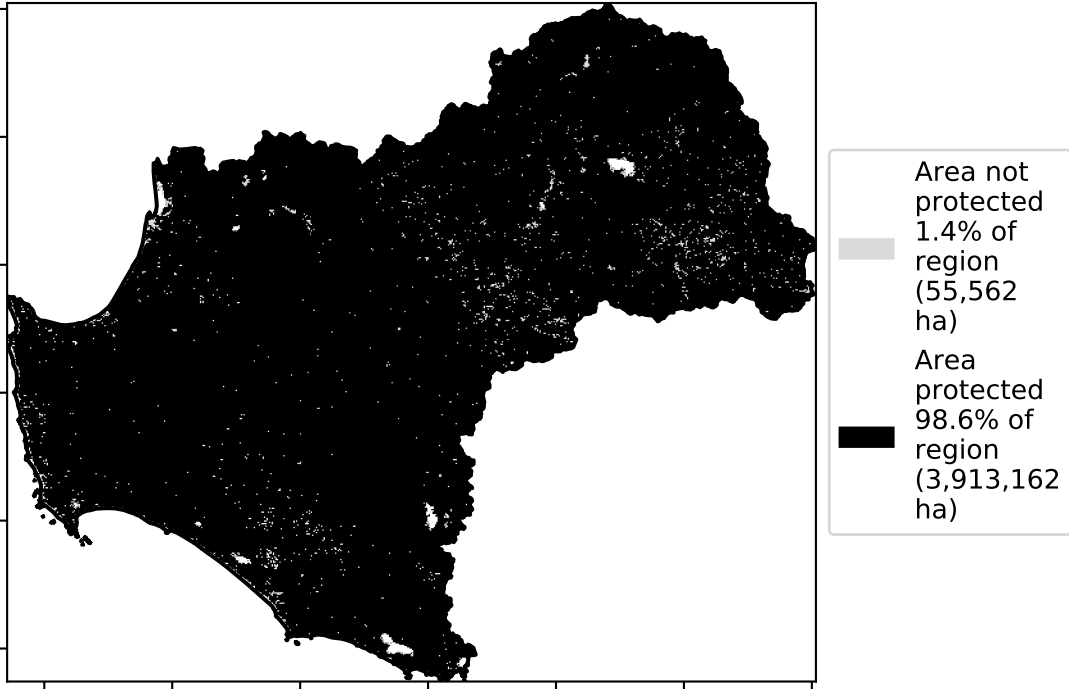 Area not
protected
1.4% of
region
(55,562
ha)
Area
protected
98.6% of
region
(3,913,162
ha)